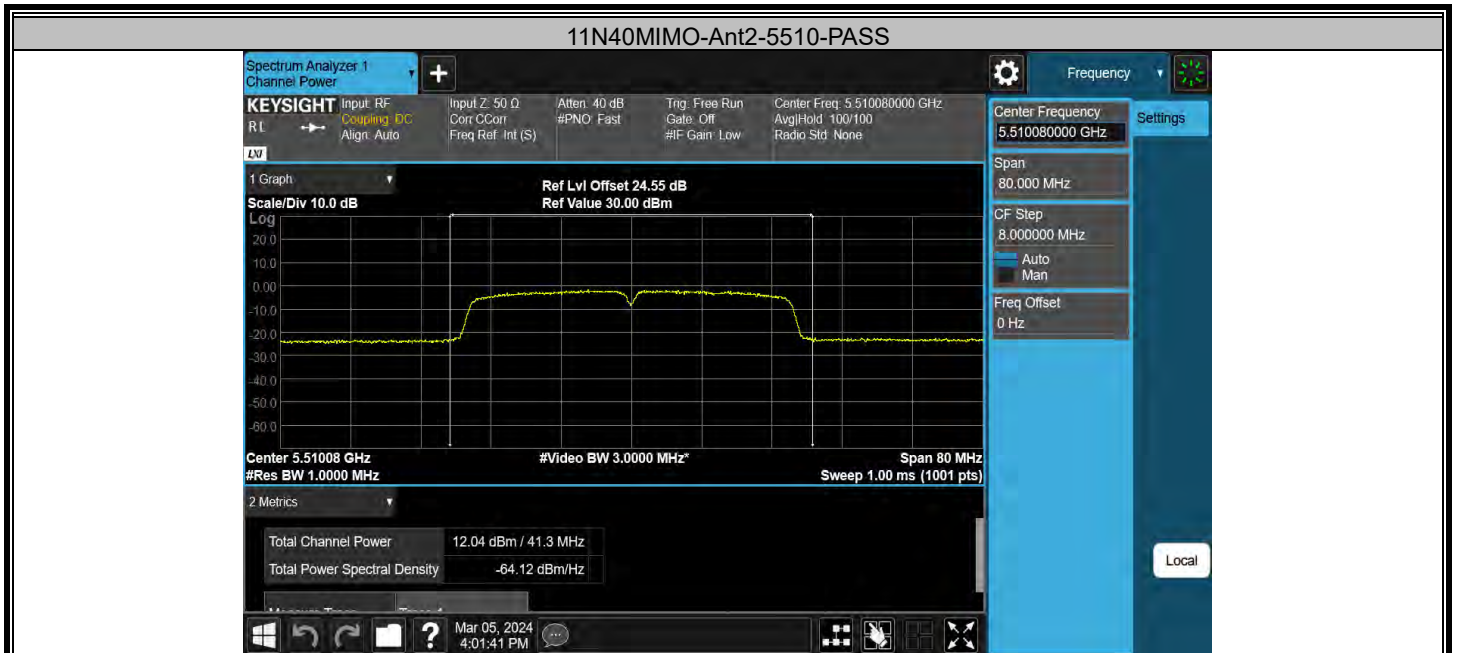 11N40MIMO-Ant2-5510-PASS
Spectrum Analyzer 1
Channel Power
Frequency
KEYSIGHT
R L
LXI
Input: RF
Coupling: DC
Align: Auto
Input Z: 50 Ω
Corr CCorr
Freq Ref: Int (S)
Atten: 40 dB
#PNO: Fast
Trig: Free Run
Gate: Off
#IF Gain: Low
Center Freq: 5.510080000 GHz
Avg|Hold: 100/100
Radio Std: None
Center Frequency
5.510080000 GHz
Settings
Span
80.000 MHz
CF Step
8.000000 MHz
Auto
Man
Freq Offset
0 Hz
1 Graph
Ref Lvl Offset 24.55 dB
Scale/Div 10.0 dB
Ref Value 30.00 dBm
Log
20.0
10.0
0.00
-10.0
-20.0
-30.0
-40.0
-50.0
-60.0
Center 5.51008 GHz
#Video BW 3.0000 MHz*
Span 80 MHz
#Res BW 1.0000 MHz
Sweep 1.00 ms (1001 pts)
2 Metrics
Total Channel Power 12.04 dBm / 41.3 MHz
Total Power Spectral Density -64.12 dBm/Hz
Local
?
Mar 05, 2024
4:01:41 PM